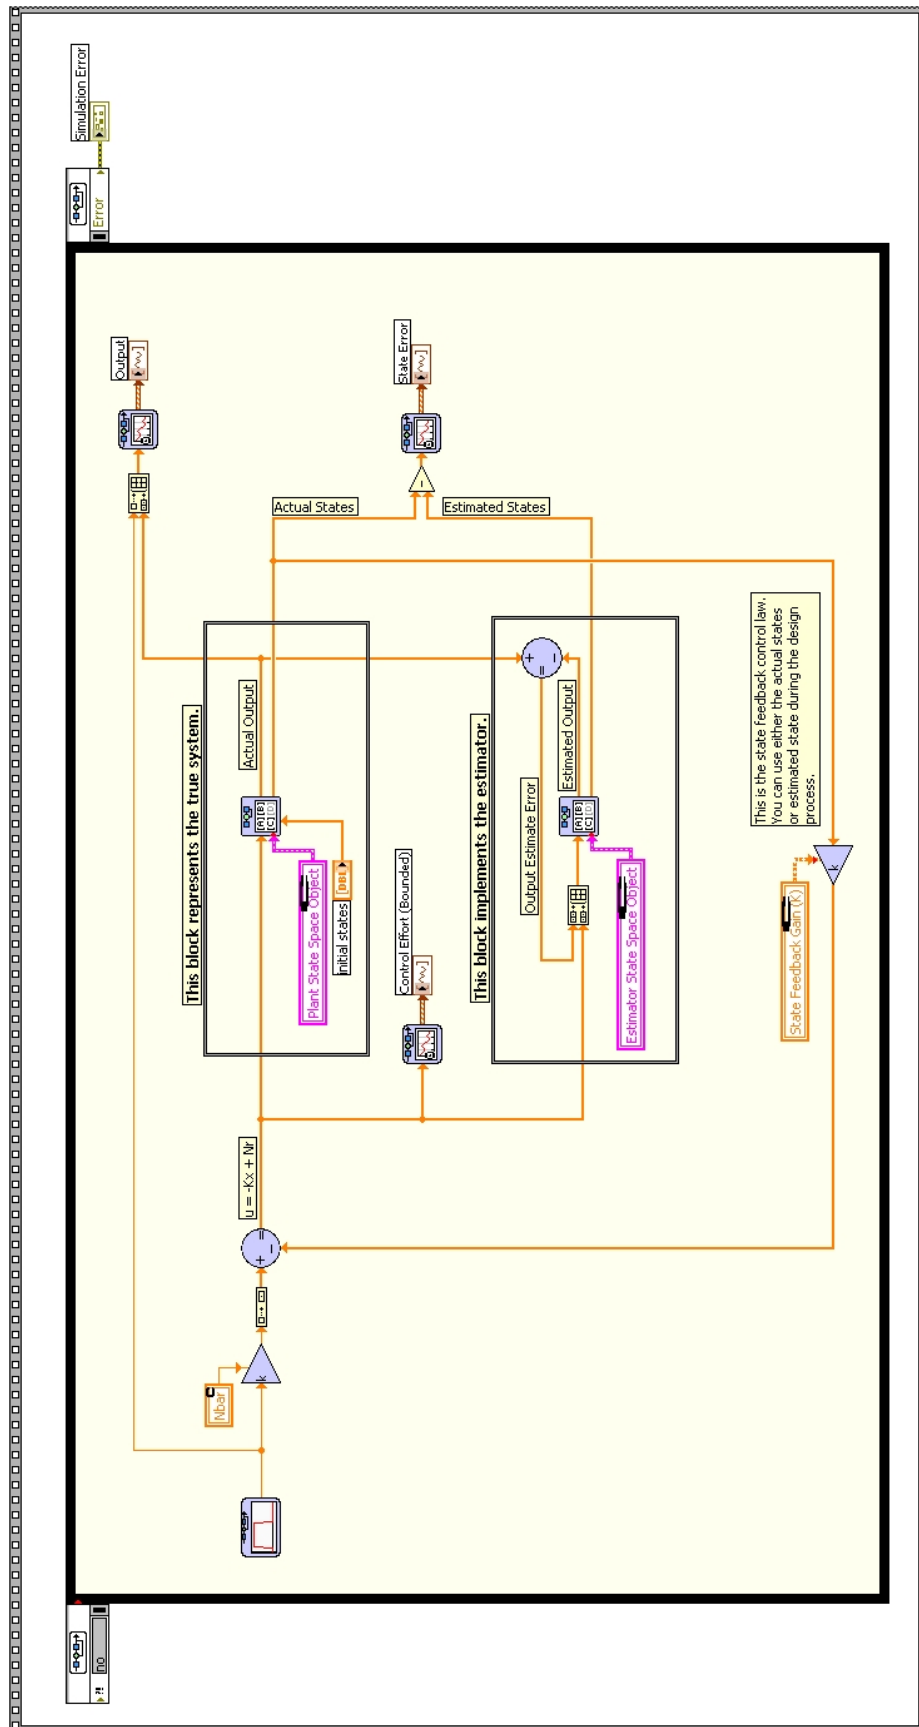 no
Error
Simulation Error
Output
Nbar
k
u = -Kx + Nr
This block represents the true system.
Actual Output
Plant State Space Object
[DBL]
initial states
[A][B]
[C][D]
Actual States
Estimated States
State Error
Control Effort (Bounded)
This block implements the estimator.
Output Estimate Error
Estimated Output
[A][B]
[C][D]
Estimator State Space Object
State Feedback Gain (K)
k
This is the state feedback control law.
You can use either the actual states
or estimated state during the design
process.